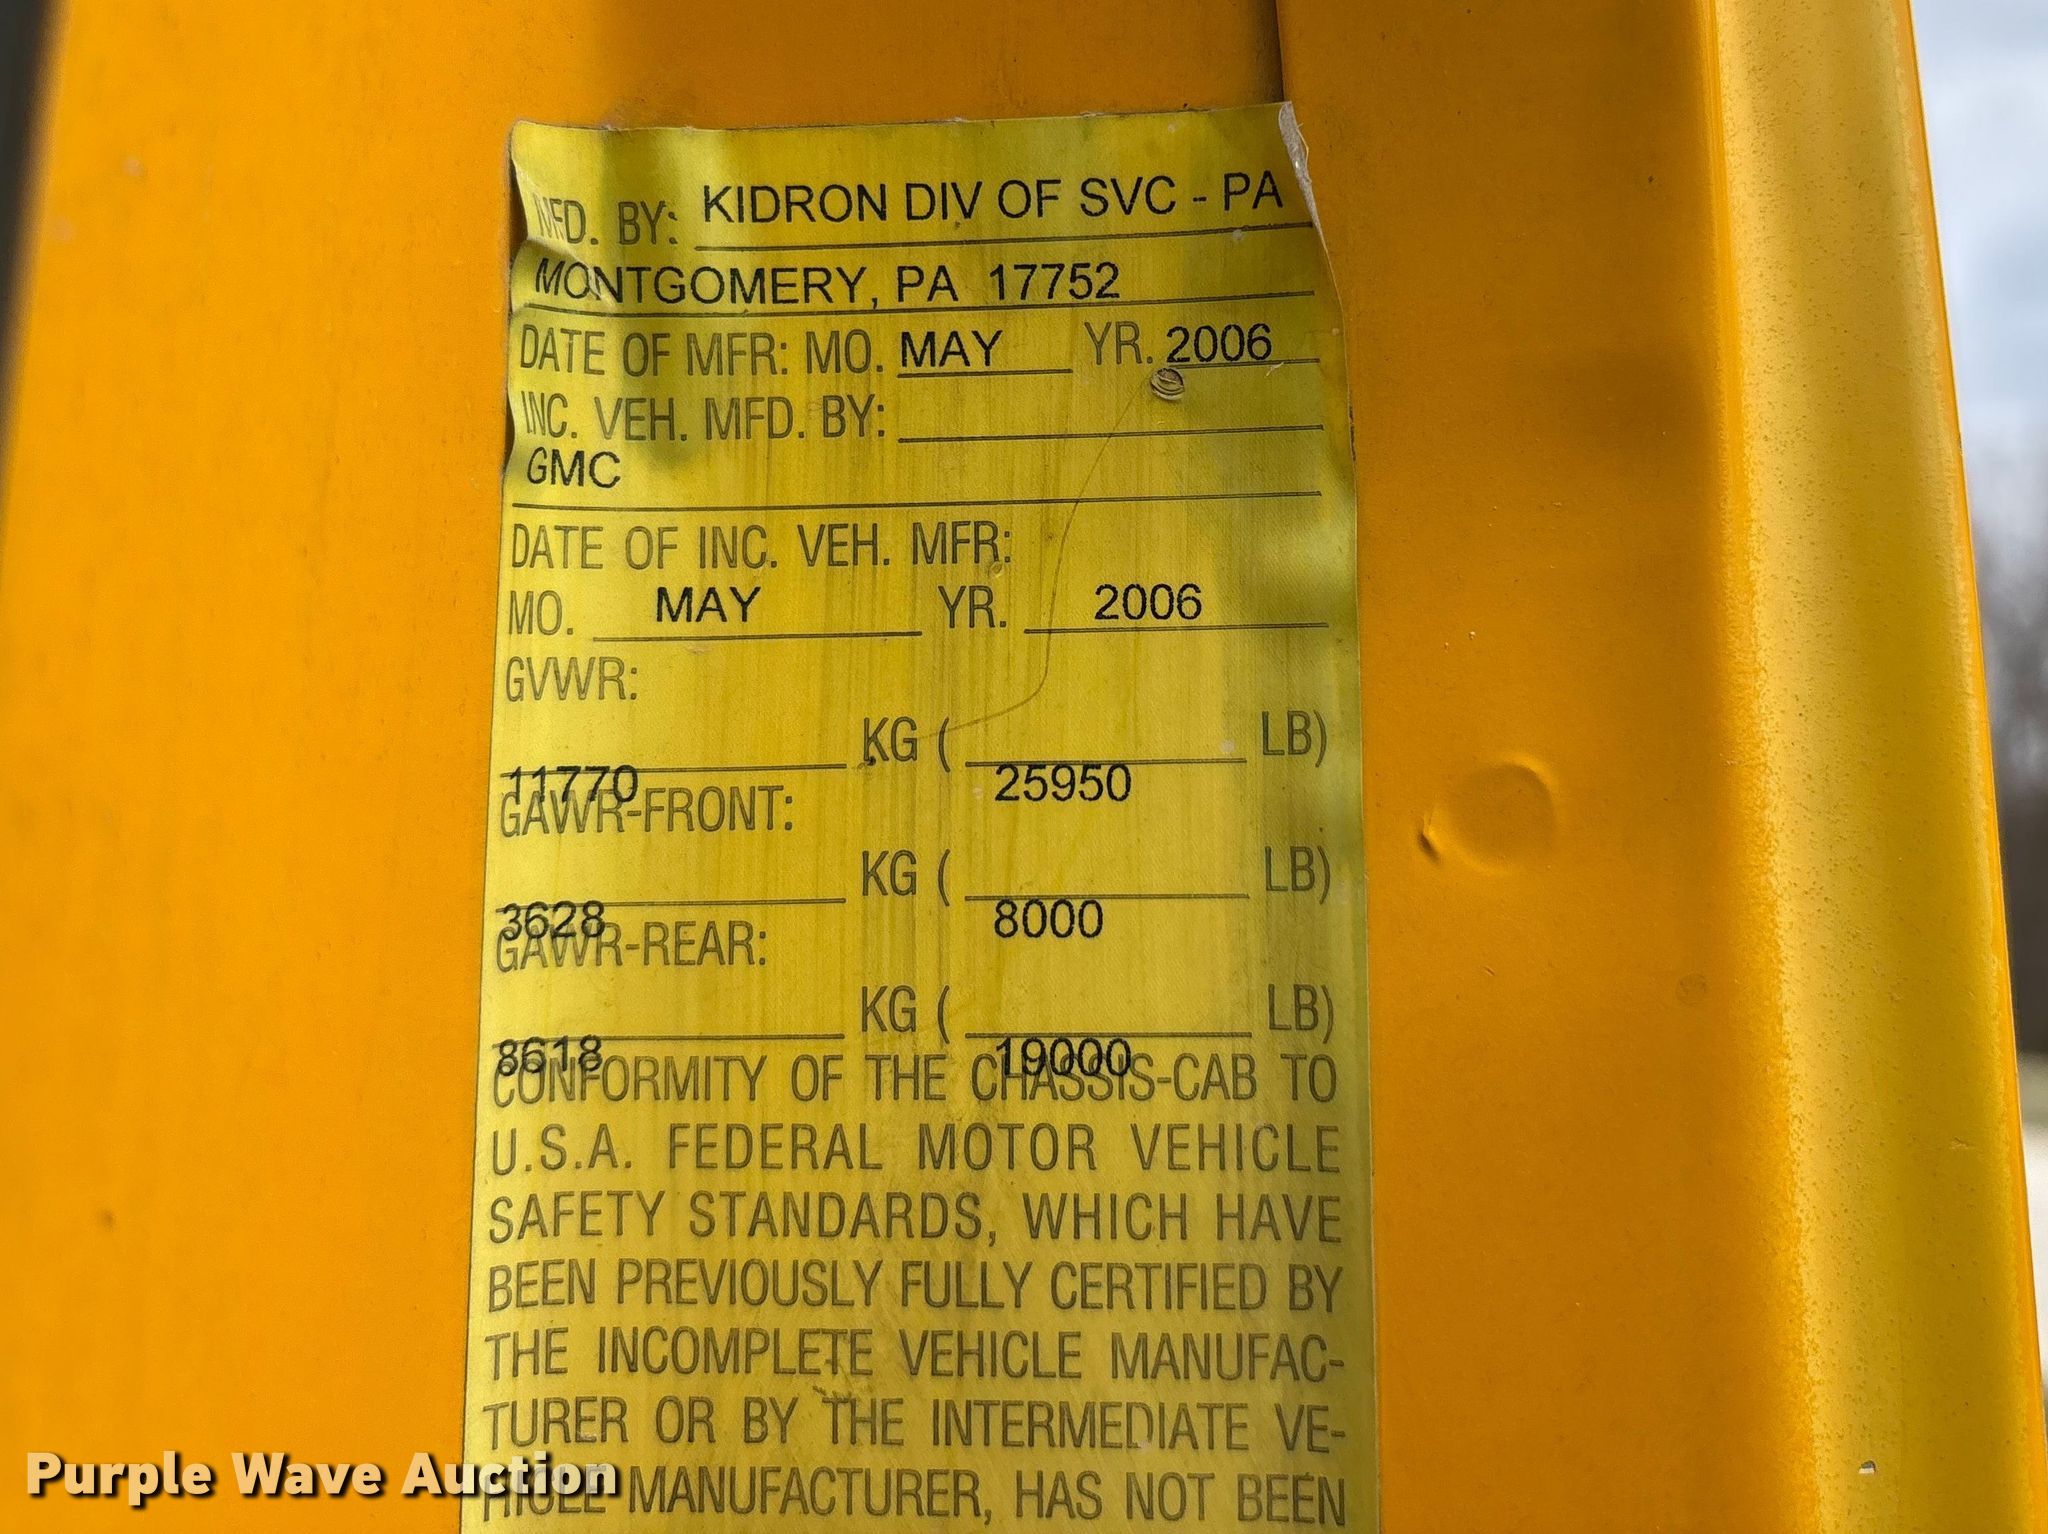 MFD. BY: KIDRON DIV OF SVC - PA
MONTGOMERY, PA 17752
DATE OF MFR: MO. MAY YR. 2006
INC. VEH. MFD. BY:
GMC
DATE OF INC. VEH. MFR:
MO. MAY YR. 2006
GVWR:
KG ( LB)
11770 25950
GAWR-FRONT:
KG ( LB)
3628 8000
GAWR-REAR:
KG ( LB)
8618 19000
CONFORMITY OF THE CHASSIS-CAB TO
U.S.A. FEDERAL MOTOR VEHICLE
SAFETY STANDARDS, WHICH HAVE
BEEN PREVIOUSLY FULLY CERTIFIED BY
THE INCOMPLETE VEHICLE MANUFAC-
TURER OR BY THE INTERMEDIATE VE-
HICLE MANUFACTURER, HAS NOT BEEN
Purple Wave Auction